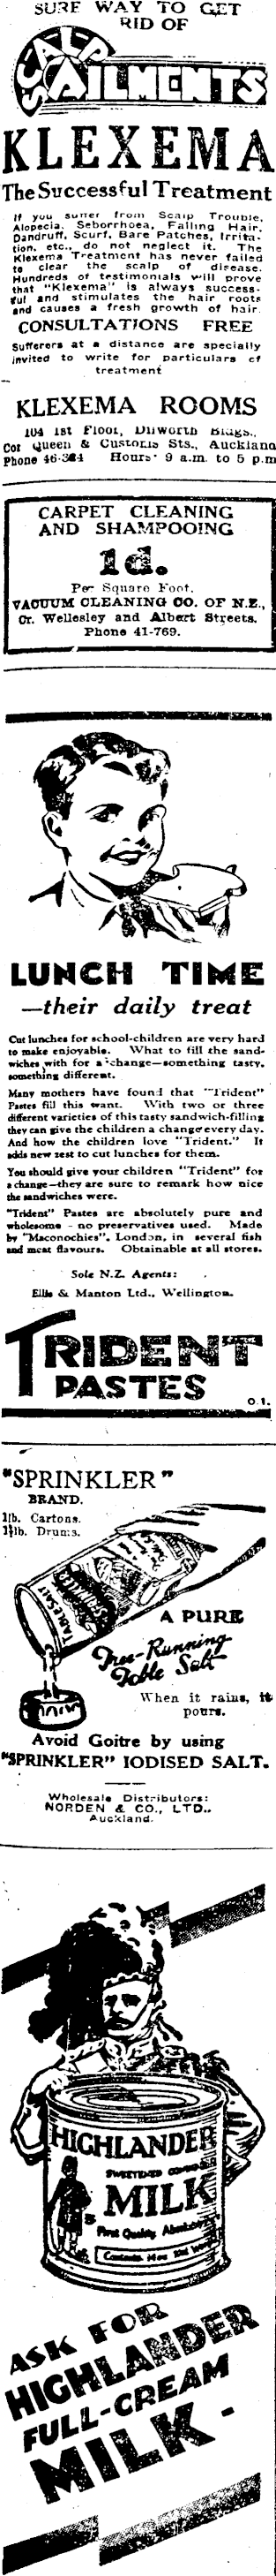 SURE WAY TO GET
RID OF
SCALP
AILMENTS
KLEXEMA
The Successful Treatment
If you suffer from Scalp Trouble,
Alopecia, Seborrhoea, Falling Hair,
Dandruff, Scurf, Bare Patches, Irrita-
tion, etc., do not neglect it. The
Klexema Treatment has never failed
to clear the scalp of disease.
Hundreds of testimonials will prove
that "Klexema" is always success-
ful and stimulates the hair roots
and causes a fresh growth of hair.
CONSULTATIONS FREE
Sufferers at a distance are specially
invited to write for particulars of
treatment
KLEXEMA ROOMS
104 1st Floor, Dilworth Bldgs.,
Cor Queen & Customs Sts., Auckland
Phone 46-384 Hours: 9 a.m. to 5 p.m
CARPET CLEANING
AND SHAMPOOING
1d.
Per Square Foot.
VACUUM CLEANING CO. OF N.Z.,
Cr. Wellesley and Albert Streets.
Phone 41-769.
LUNCH TIME
—their daily treat
Cut lunches for school-children are very hard
to make enjoyable. What to fill the sand-
wiches with for a change—something tasty,
something different.
Many mothers have found that "Trident"
Pastes fill this want. With two or three
different varieties of this tasty sandwich-filling
they can give the children a change every day.
And how the children love "Trident." It
adds new zest to cut lunches for them.
You should give your children "Trident" for
a change—they are sure to remark how nice
the sandwiches were.
"Trident" Pastes are absolutely pure and
wholesome - no preservatives used. Made
by "Maconochies", London, in several fish
and meat flavours. Obtainable at all stores.
Sole N.Z. Agents:
Ellis & Manton Ltd., Wellington.
TRIDENT
PASTES
O.1.
"SPRINKLER"
BRAND.
1lb. Cartons.
1½lb. Drums.
TABLE SALT
A PURE
Free-Running
Table Salt
When it rains, it
pours.
Avoid Goitre by using
"SPRINKLER" IODISED SALT.
Wholesale Distributors:
NORDEN & CO., LTD.,
Auckland.
HIGHLANDER
SWEETENED
MILK
First Quality
Contents
ASK FOR
HIGHLANDER
FULL-CREAM
MILK